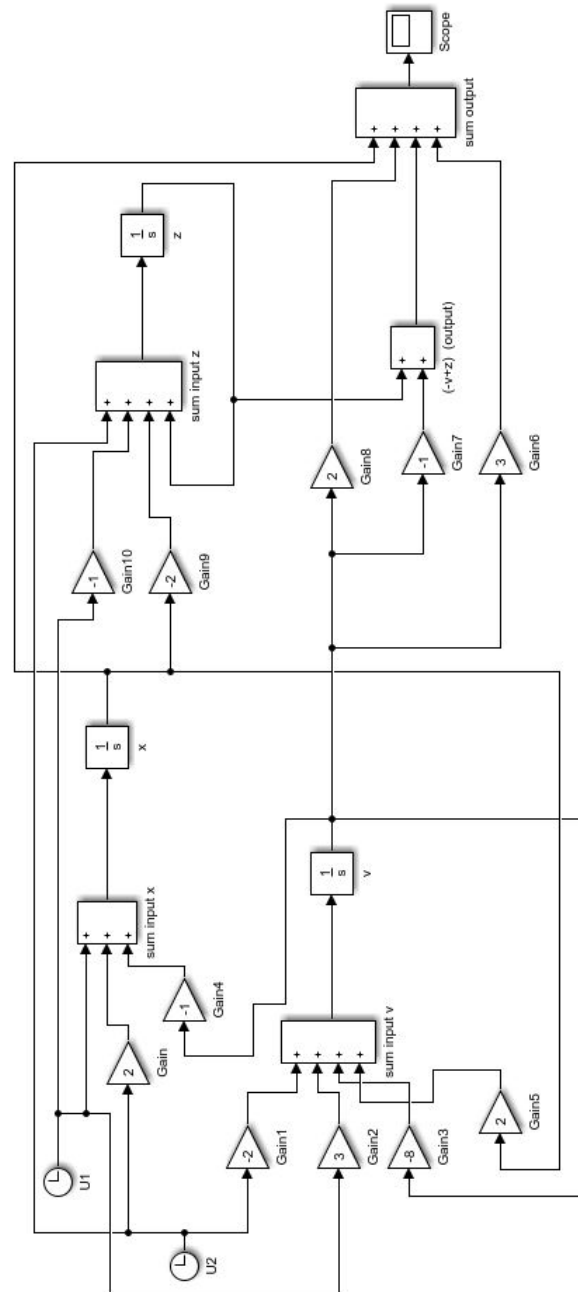 U1
U2
2
Gain
-2
Gain1
3
Gain2
-8
Gain3
2
Gain5
-1
Gain4
+
+
+
sum input x
+
+
+
+
sum input v
1
s
x
1
s
v
-1
Gain10
-2
Gain9
+
+
+
+
sum input z
1
s
z
2
Gain8
-1
Gain7
3
Gain6
+
+
(-v+z) (output)
+
+
+
+
sum output
Scope